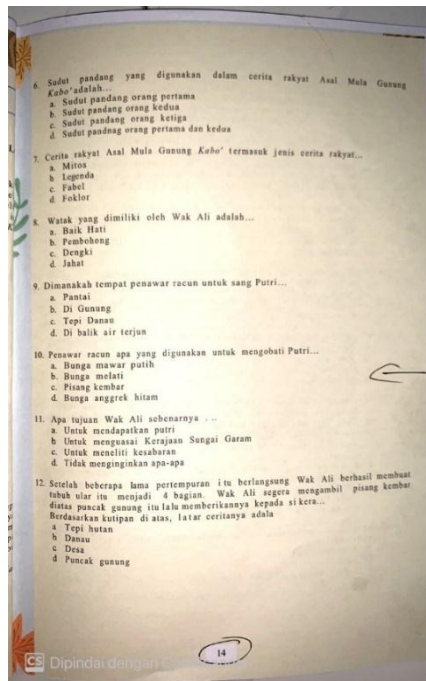 6. Sudut pandang yang digunakan dalam cerita rakyat Asal Mula Gunung
Kabo' adalah...
a. Sudut pandang orang pertama
b. Sudut pandang orang kedua
c. Sudut pandang orang ketiga
d. Sudut pandnag orang pertama dan kedua
7. Cerita rakyat Asal Mula Gunung Kabo' termasuk jenis cerita rakyat...
a. Mitos
b Legenda
c. Fabel
d. Foklor
8. Watak yang dimiliki oleh Wak Ali adalah...
a. Baik Hati
b. Pembohong
c. Dengki
d. Jahat
9. Dimanakah tempat penawar racun untuk sang Putri...
a. Pantai
b. Di Gunung
c. Tepi Danau
d. Di balik air terjun
10. Penawar racun apa yang digunakan untuk mengobati Putri...
a. Bunga mawar putih
b. Bunga melati
c. Pisang kembar
d. Bunga anggrek hitam
11. Apa tujuan Wak Ali sebenarnya ...
a. Untuk mendapatkan putri
b Untuk menguasai Kerajaan Sungai Garam
c. Untuk meneliti kesabaran
d. Tidak menginginkan apa-apa
12. Setelah beberapa lama pertempuran itu berlangsung Wak Ali berhasil membuat
tubuh ular itu menjadi 4 bagian. Wak Ali segera mengambil pisang kembar
diatas puncak gunung itu lalu memberikannya kepada si kera...
Berdasarkan kutipan di atas, latar ceritanya adala
a Tepi hutan
b Danau
c Desa
d Puncak gunung
14
CS Dipindai dengan